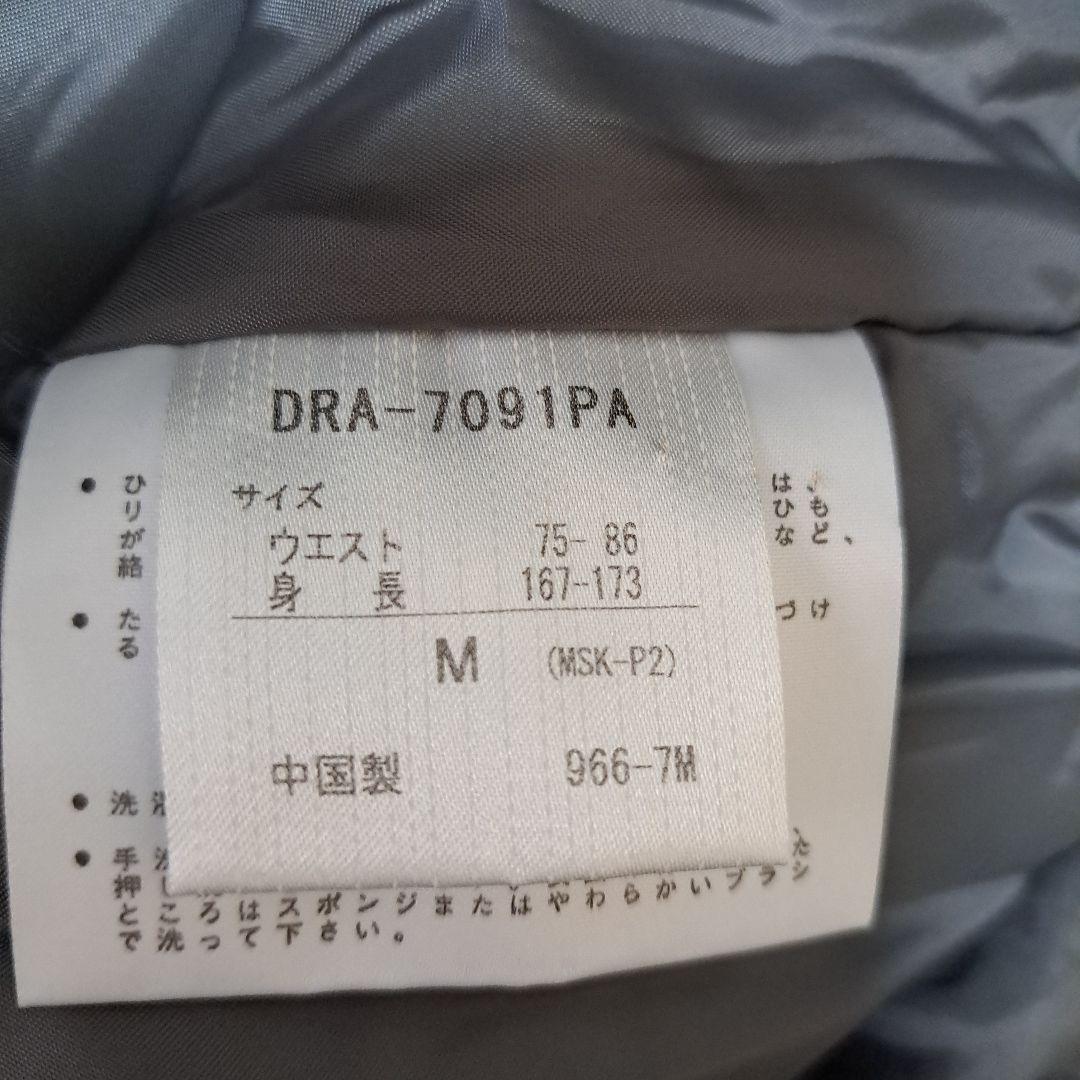 DRA-7091PA
サイズ
ウエスト 75- 86
身 長 167-173
M (MSK-P2)
中国製 966-7M
● ひ は、
り ひも
が など、
絡
● た づけ
る
● 洗
● 手 た
押し ブラシ
ところはスポンジまたはやわらかい
で洗って下さい。